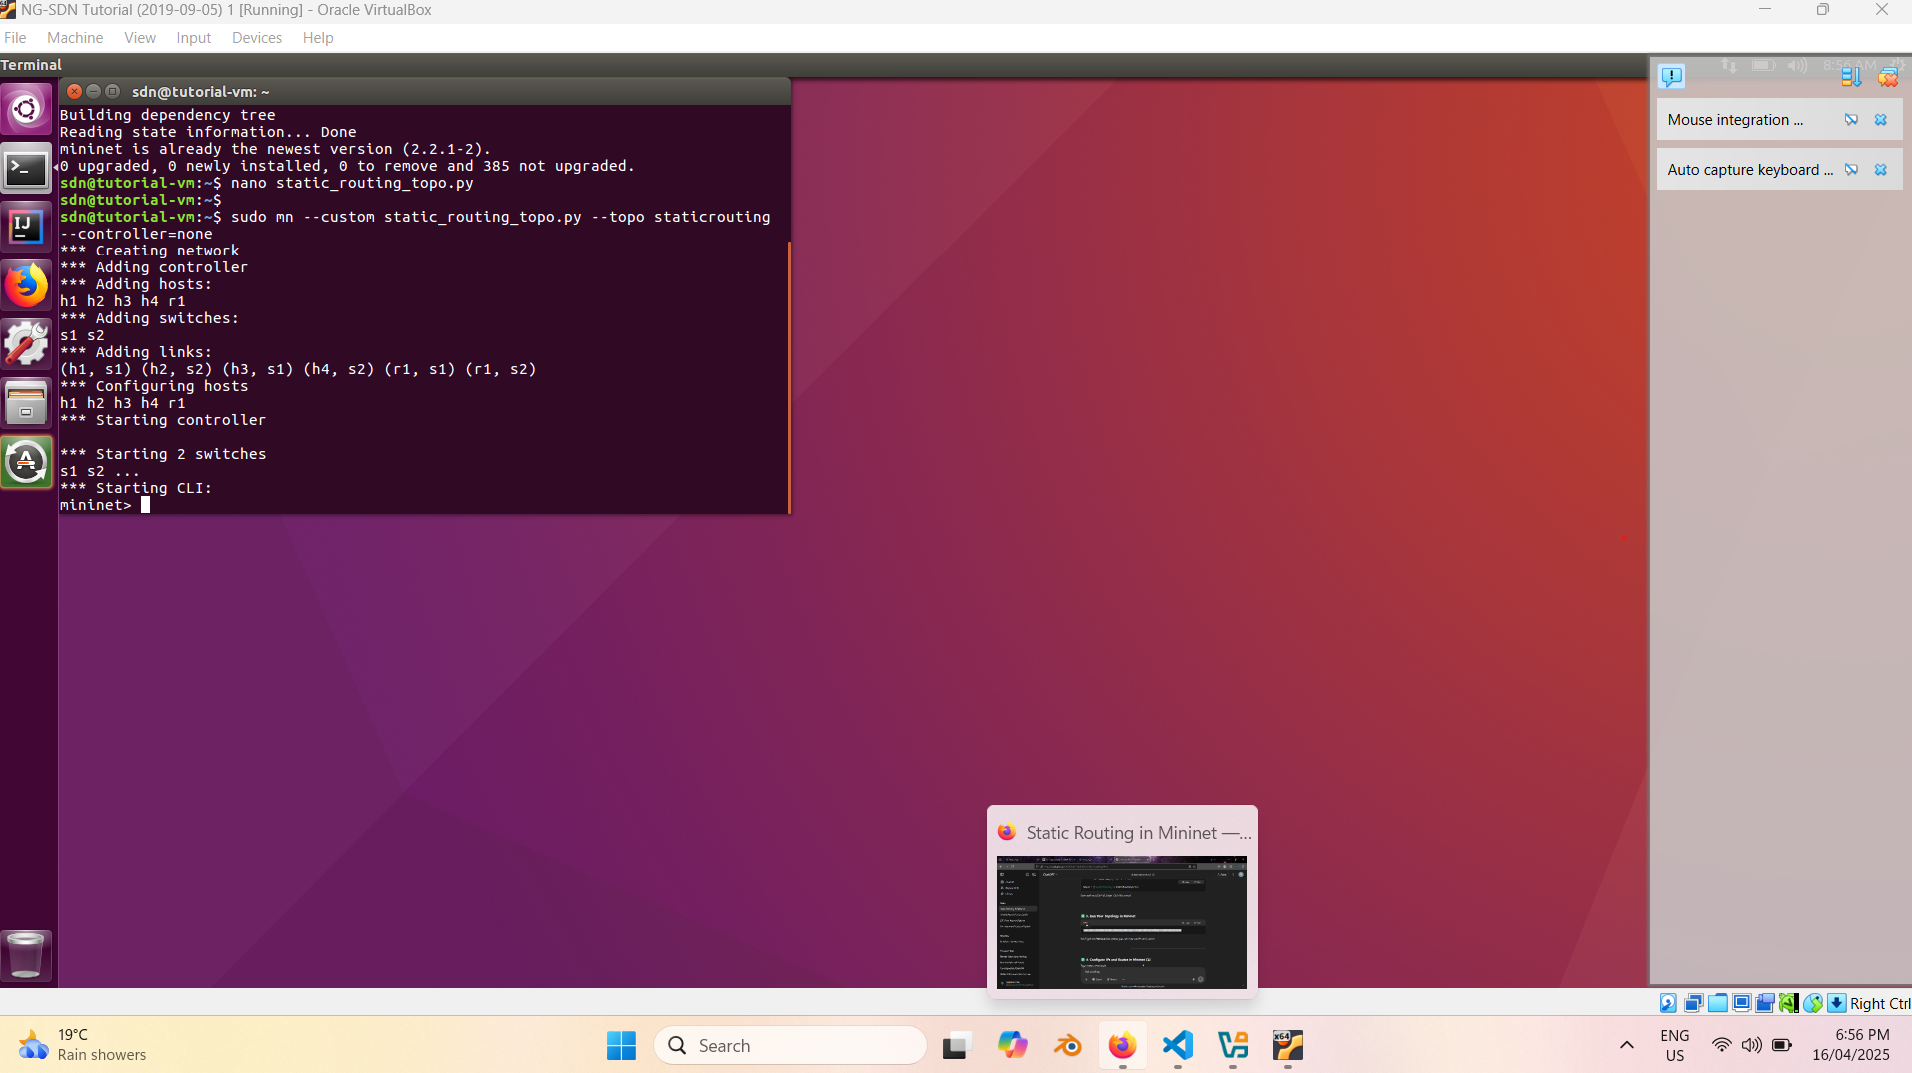 NG-SDN Tutorial (2019-09-05) 1 [Running] - Oracle VirtualBox
File Machine View Input Devices Help
Terminal
8:56 AM
sdn@tutorial-vm: ~
Building dependency tree
Reading state information... Done
mininet is already the newest version (2.2.1-2).
0 upgraded, 0 newly installed, 0 to remove and 385 not upgraded.
sdn@tutorial-vm:~$ nano static_routing_topo.py
sdn@tutorial-vm:~$
sdn@tutorial-vm:~$ sudo mn --custom static_routing_topo.py --topo staticrouting
--controller=none
*** Creating network
*** Adding controller
*** Adding hosts:
h1 h2 h3 h4 r1
*** Adding switches:
s1 s2
*** Adding links:
(h1, s1) (h2, s2) (h3, s1) (h4, s2) (r1, s1) (r1, s2)
*** Configuring hosts
h1 h2 h3 h4 r1
*** Starting controller
*** Starting 2 switches
s1 s2 ...
*** Starting CLI:
mininet>
Mouse integration ...
Auto capture keyboard ...
Static Routing in Mininet —...
Right Ctrl
19°C
Rain showers
Search
ENG
US
6:56 PM
16/04/2025